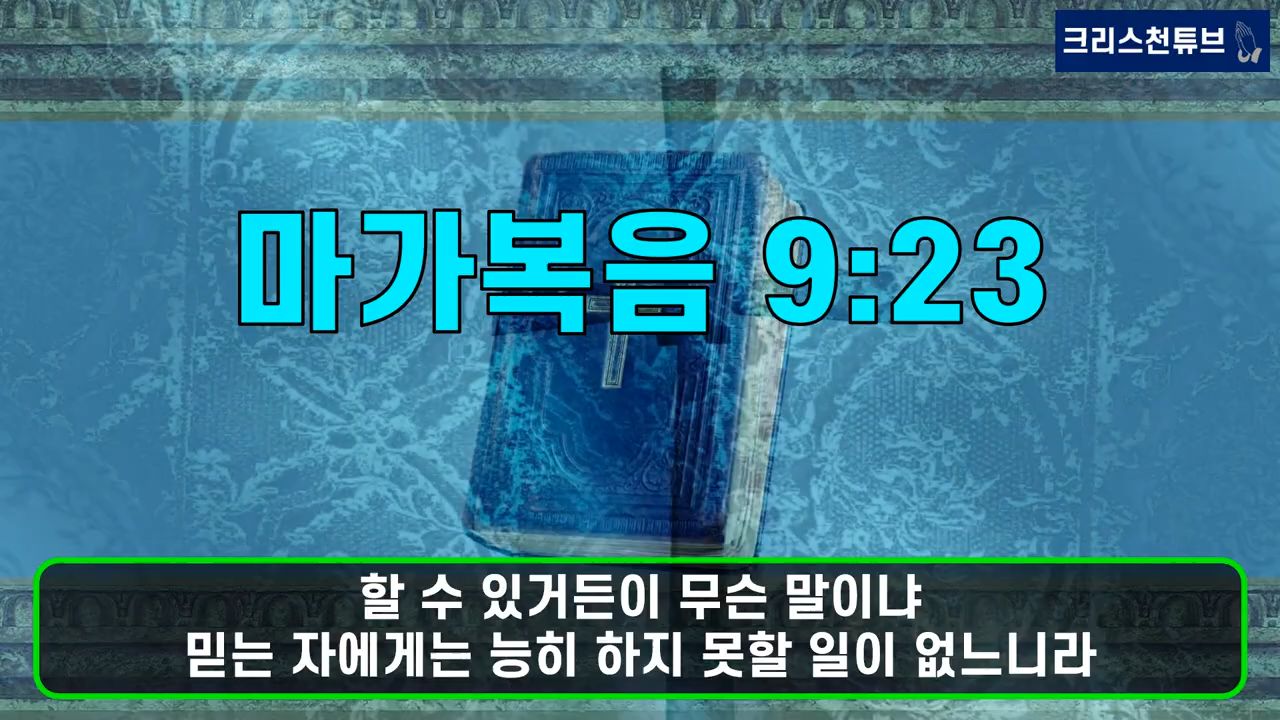 크리스천튜브
마가복음 9:23
할 수 있거든이 무슨 말이냐
믿는 자에게는 능히 하지 못할 일이 없느니라